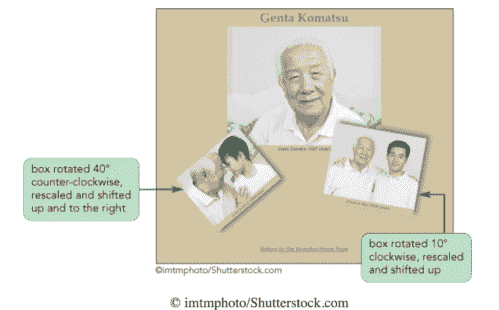 Genta Komatsu
box rotated 40°
counter-clockwise,
rescaled and shifted
up and to the right
box rotated 10°
clockwise, rescaled
and shifted up
©imtmphoto/Shutterstock.com
© imtmphoto/Shutterstock.com